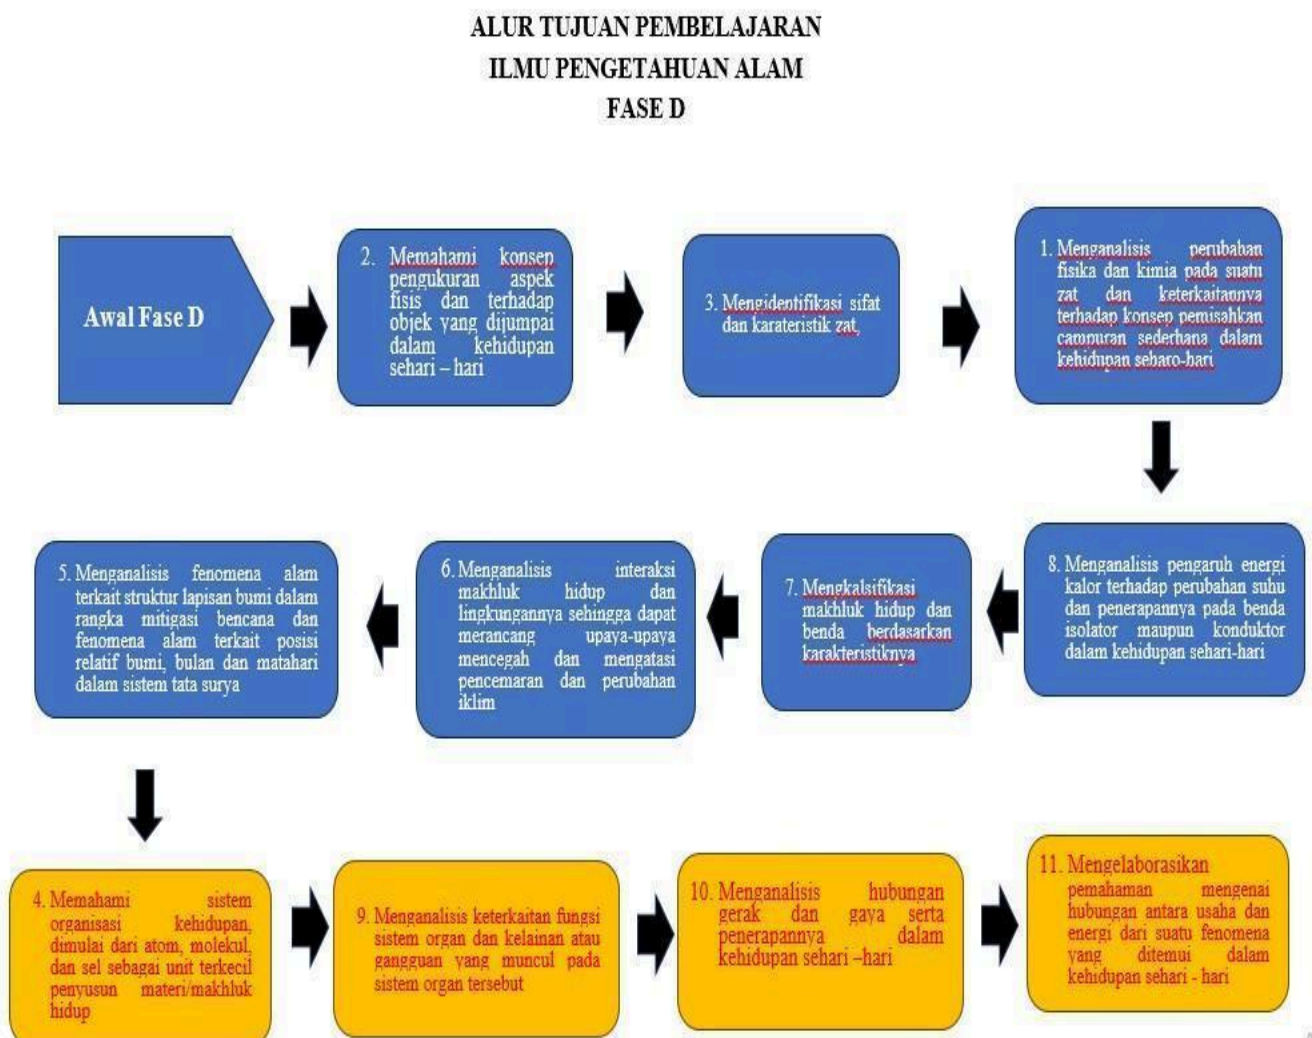 ALUR TUJUAN PEMBELAJARAN
ILMU PENGETAHUAN ALAM
FASE D
Awal Fase D
2. Memahami konsep
pengukuran aspek
fisis dan terhadap
objek yang dijumpai
dalam kehidupan
sehari – hari
3. Mengidentifikasi sifat
dan karateristik zat,
1. Menganalisis perubahan
fisika dan kimia pada suatu
zat dan keterkaitannya
terhadap konsep pemisahkan
campuran sederhana dalam
kehidupan seharo-hari
8. Menganalisis pengaruh energi
kalor terhadap perubahan suhu
dan penerapannya pada benda
isolator maupun konduktor
dalam kehidupan sehari-hari
7. Mengkalsifikasi
makhluk hidup dan
benda berdasarkan
karakteristiknya
6. Menganalisis interaksi
makhluk hidup dan
lingkungannya sehingga dapat
merancang upaya-upaya
mencegah dan mengatasi
pencemaran dan perubahan
iklim
5. Menganalisis fenomena alam
terkait struktur lapisan bumi dalam
rangka mitigasi bencana dan
fenomena alam terkait posisi
relatif bumi, bulan dan matahari
dalam sistem tata surya
4. Memahami sistem
organisasi kehidupan,
dimulai dari atom, molekul,
dan sel sebagai unit terkecil
penyusun materi/makhluk
hidup
9. Menganalisis keterkaitan fungsi
sistem organ dan kelainan atau
gangguan yang muncul pada
sistem organ tersebut
10. Menganalisis hubungan
gerak dan gaya serta
penerapannya dalam
kehidupan sehari –hari
11. Mengelaborasikan
pemahaman mengenai
hubungan antara usaha dan
energi dari suatu fenomena
yang ditemui dalam
kehidupan sehari - hari